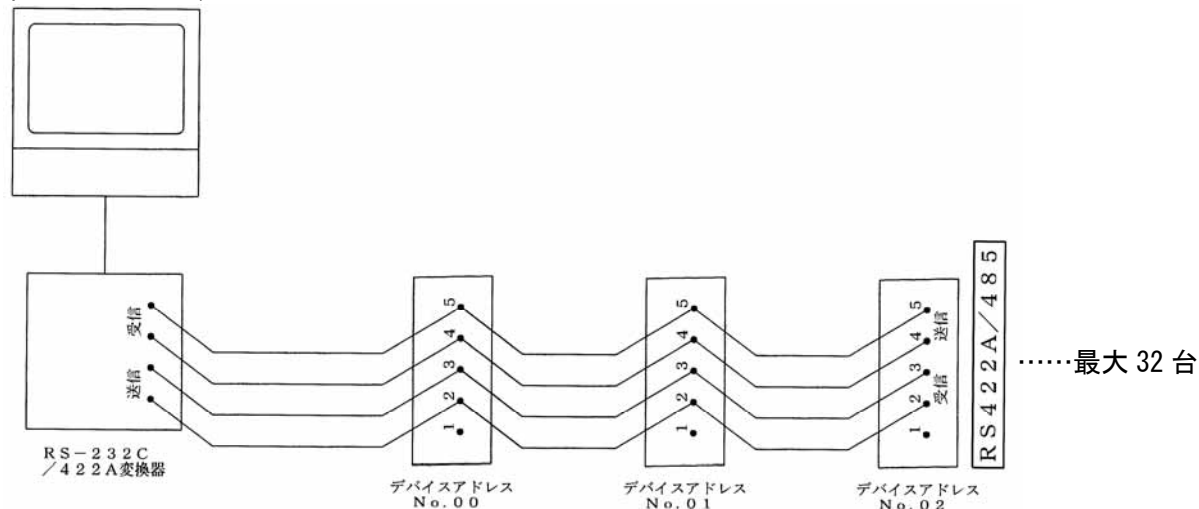 受信
送信
RS-232C
／422A変換器
5
4
3
2
1
デバイスアドレス
No.00
5
4
3
2
1
デバイスアドレス
No.01
5
4
3
2
1
送信
受信
デバイスアドレス
No.02
RS422A／485
……最大 32 台